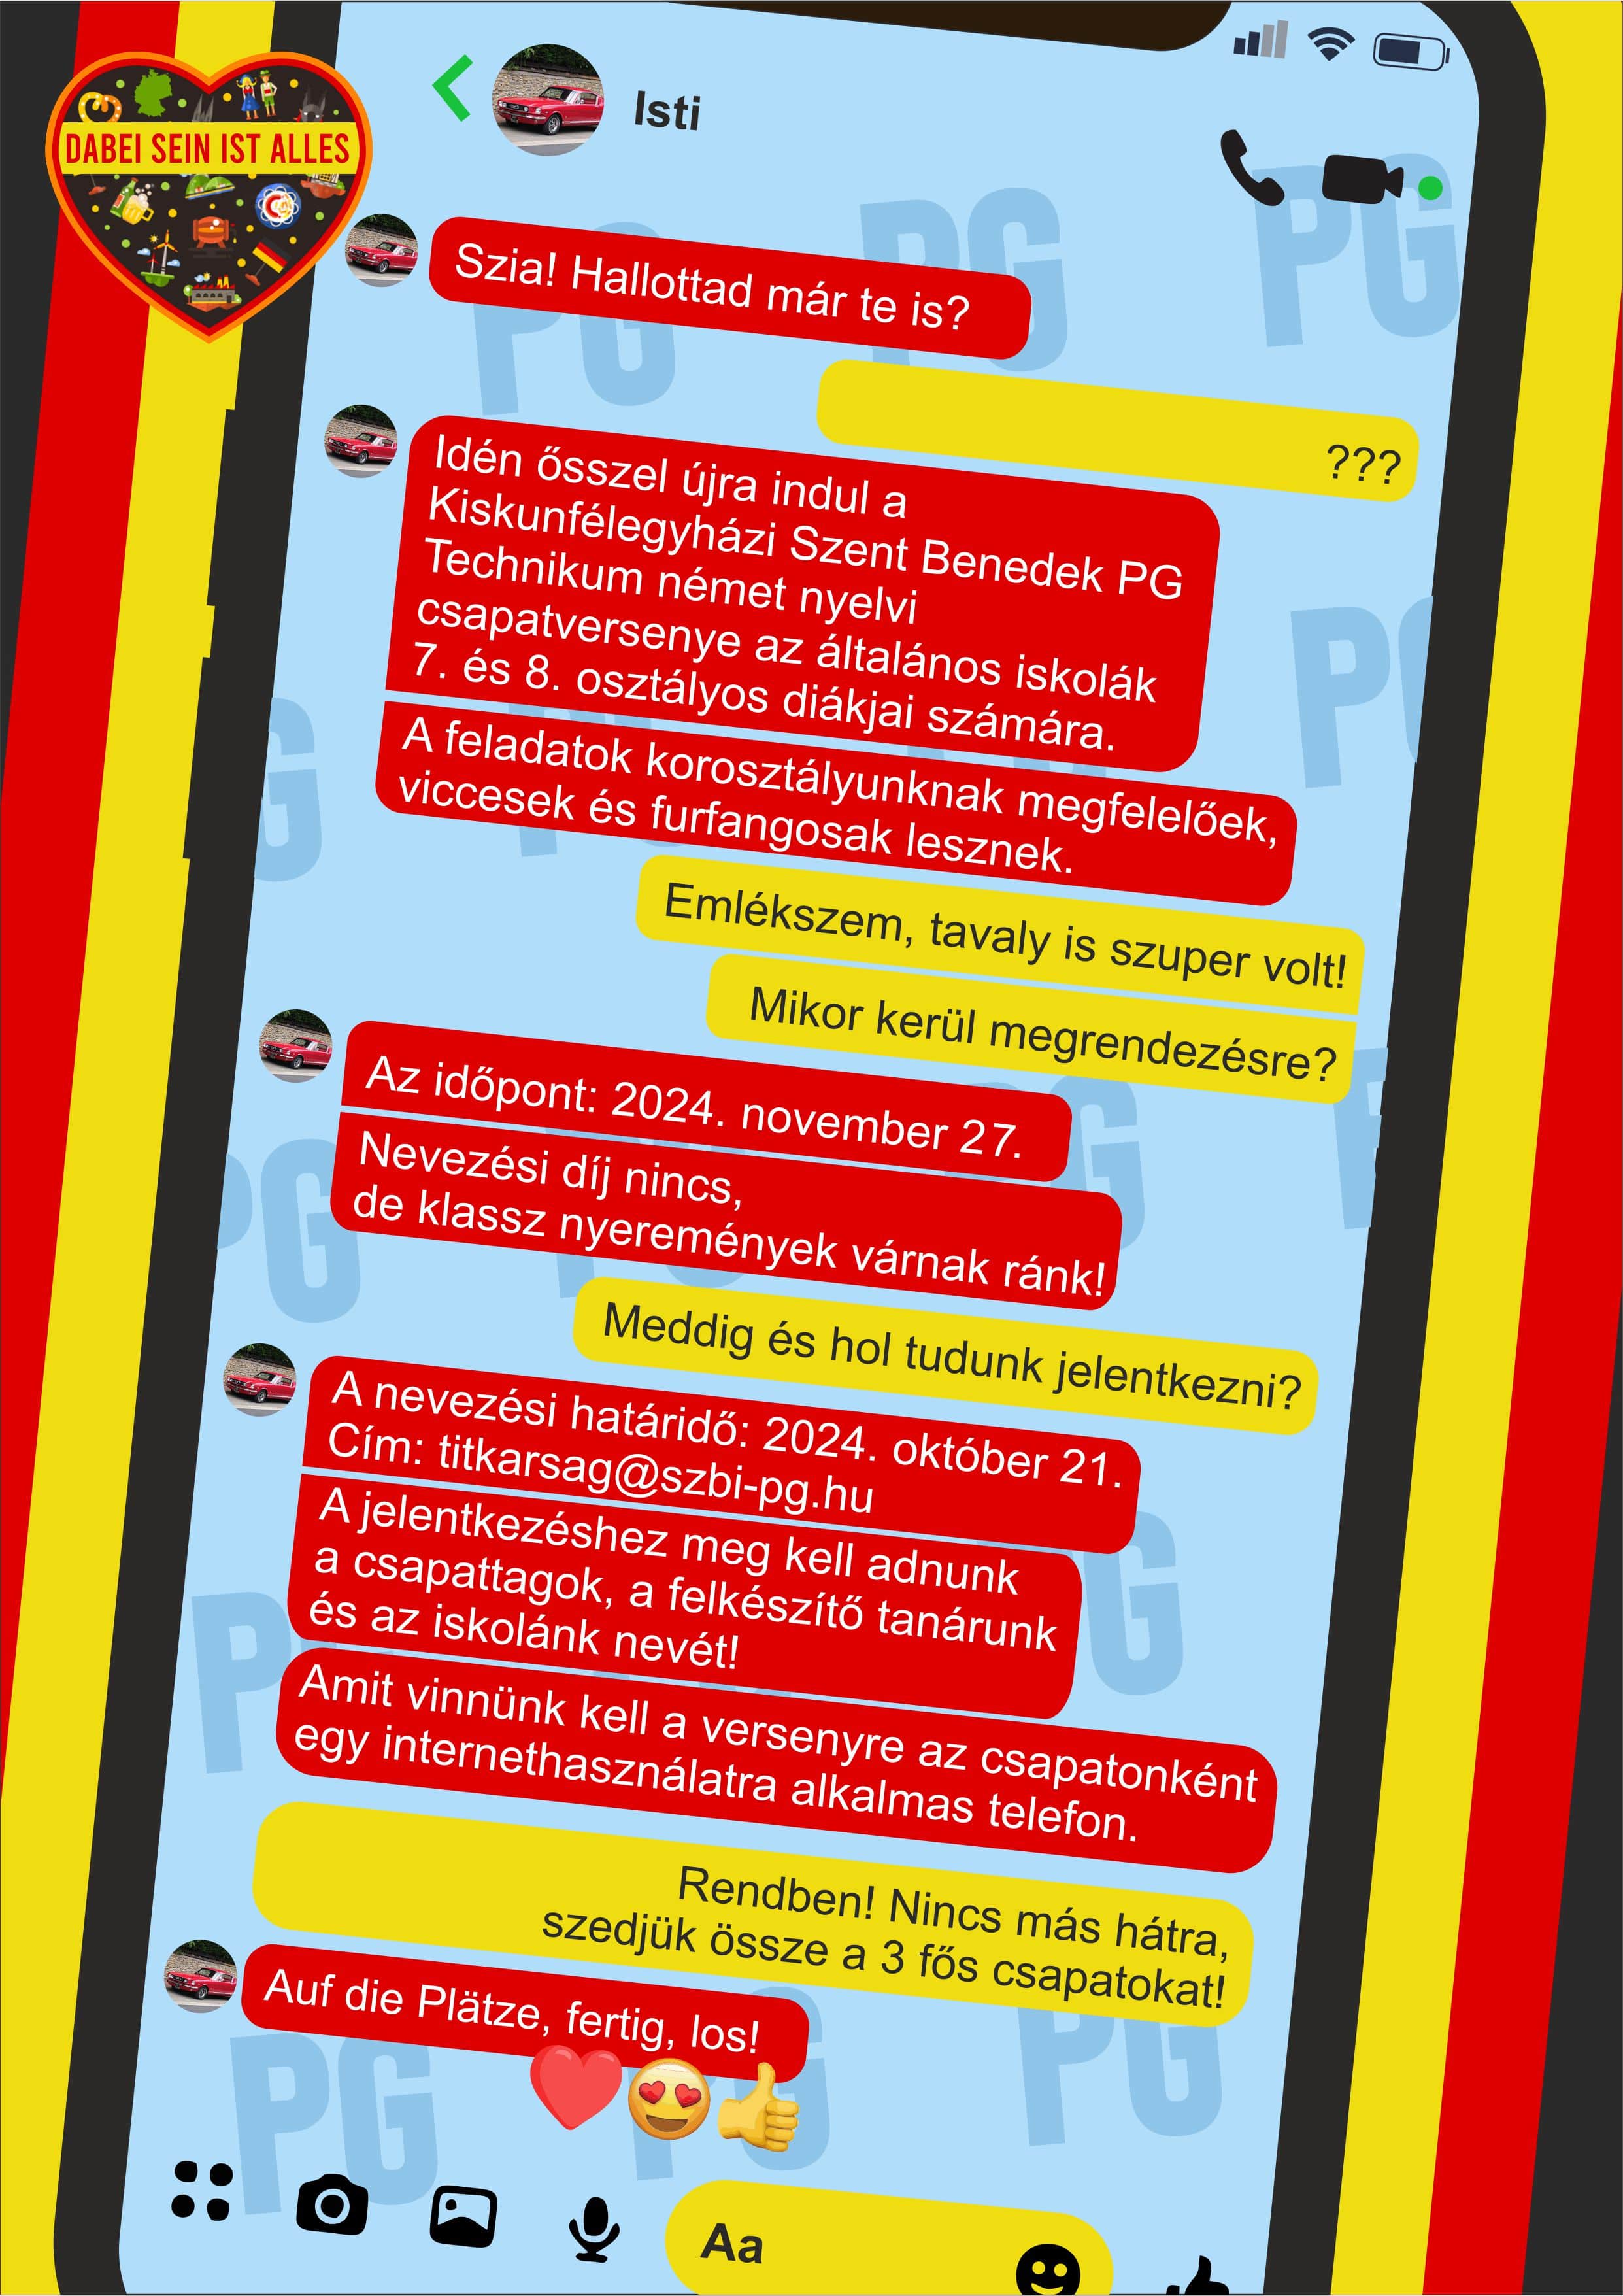 DABEI SEIN IST ALLES
Isti
Szia! Hallottad már te is?
???
Idén ősszel újra indul a
Kiskunfélegyházi Szent Benedek PG
Technikum német nyelvi
csapatversenye az általános iskolák
7. és 8. osztályos diákjai számára.
A feladatok korosztályunknak megfelelőek,
viccesek és furfangosak lesznek.
Emlékszem, tavaly is szuper volt!
Mikor kerül megrendezésre?
Az időpont: 2024. november 27.
Nevezési díj nincs,
de klassz nyeremények várnak ránk!
Meddig és hol tudunk jelentkezni?
A nevezési határidő: 2024. október 21.
Cím: titkarsag@szbi-pg.hu
A jelentkezéshez meg kell adnunk
a csapattagok, a felkészítő tanárunk
és az iskolánk nevét!
Amit vinnünk kell a versenyre az csapatonként
egy internethasználatra alkalmas telefon.
Rendben! Nincs más hátra,
szedjük össze a 3 fős csapatokat!
Auf die Plätze, fertig, los!
Aa
PG